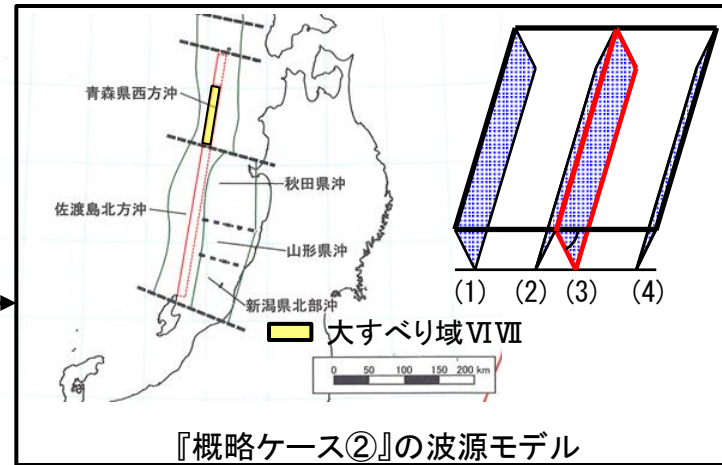 青森県西方沖
秋田県沖
佐渡島北方沖
山形県沖
新潟県北部沖
(1) (2) (3) (4)
大すべり域ⅥⅦ
0 50 100 150 200 km
『概略ケース②』の波源モデル